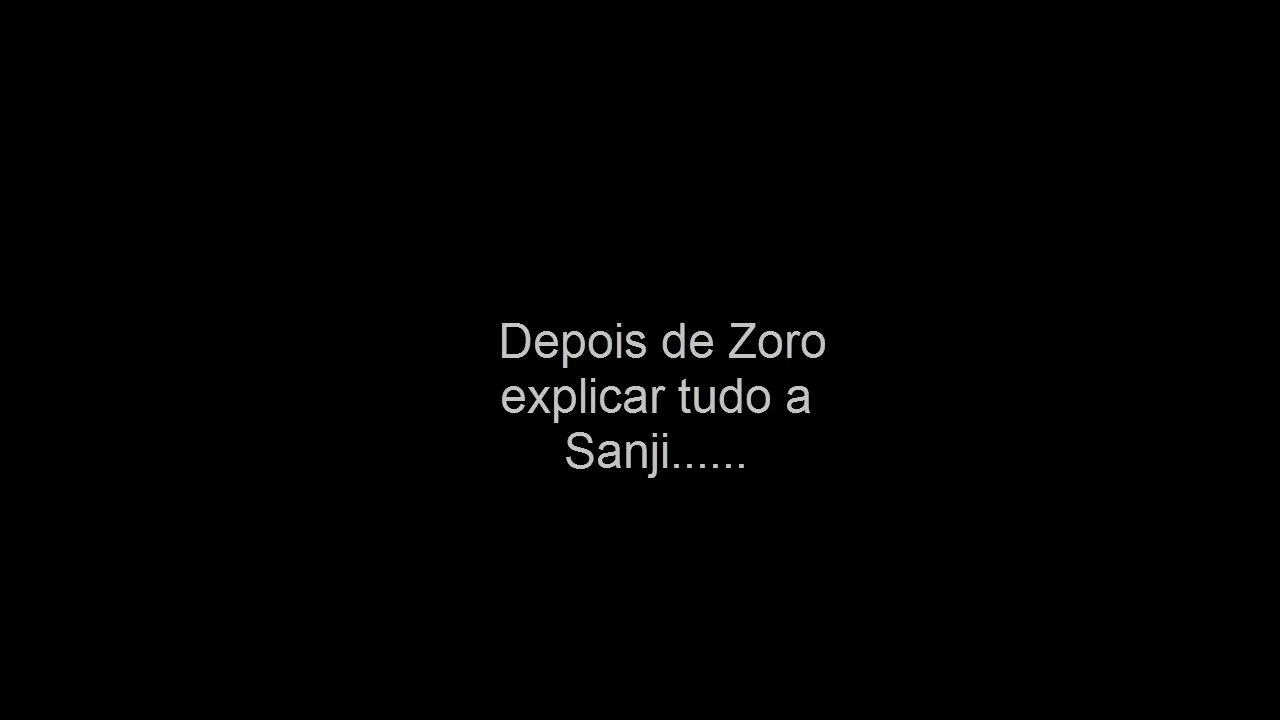 Depois de Zoro
explicar tudo a
Sanji......